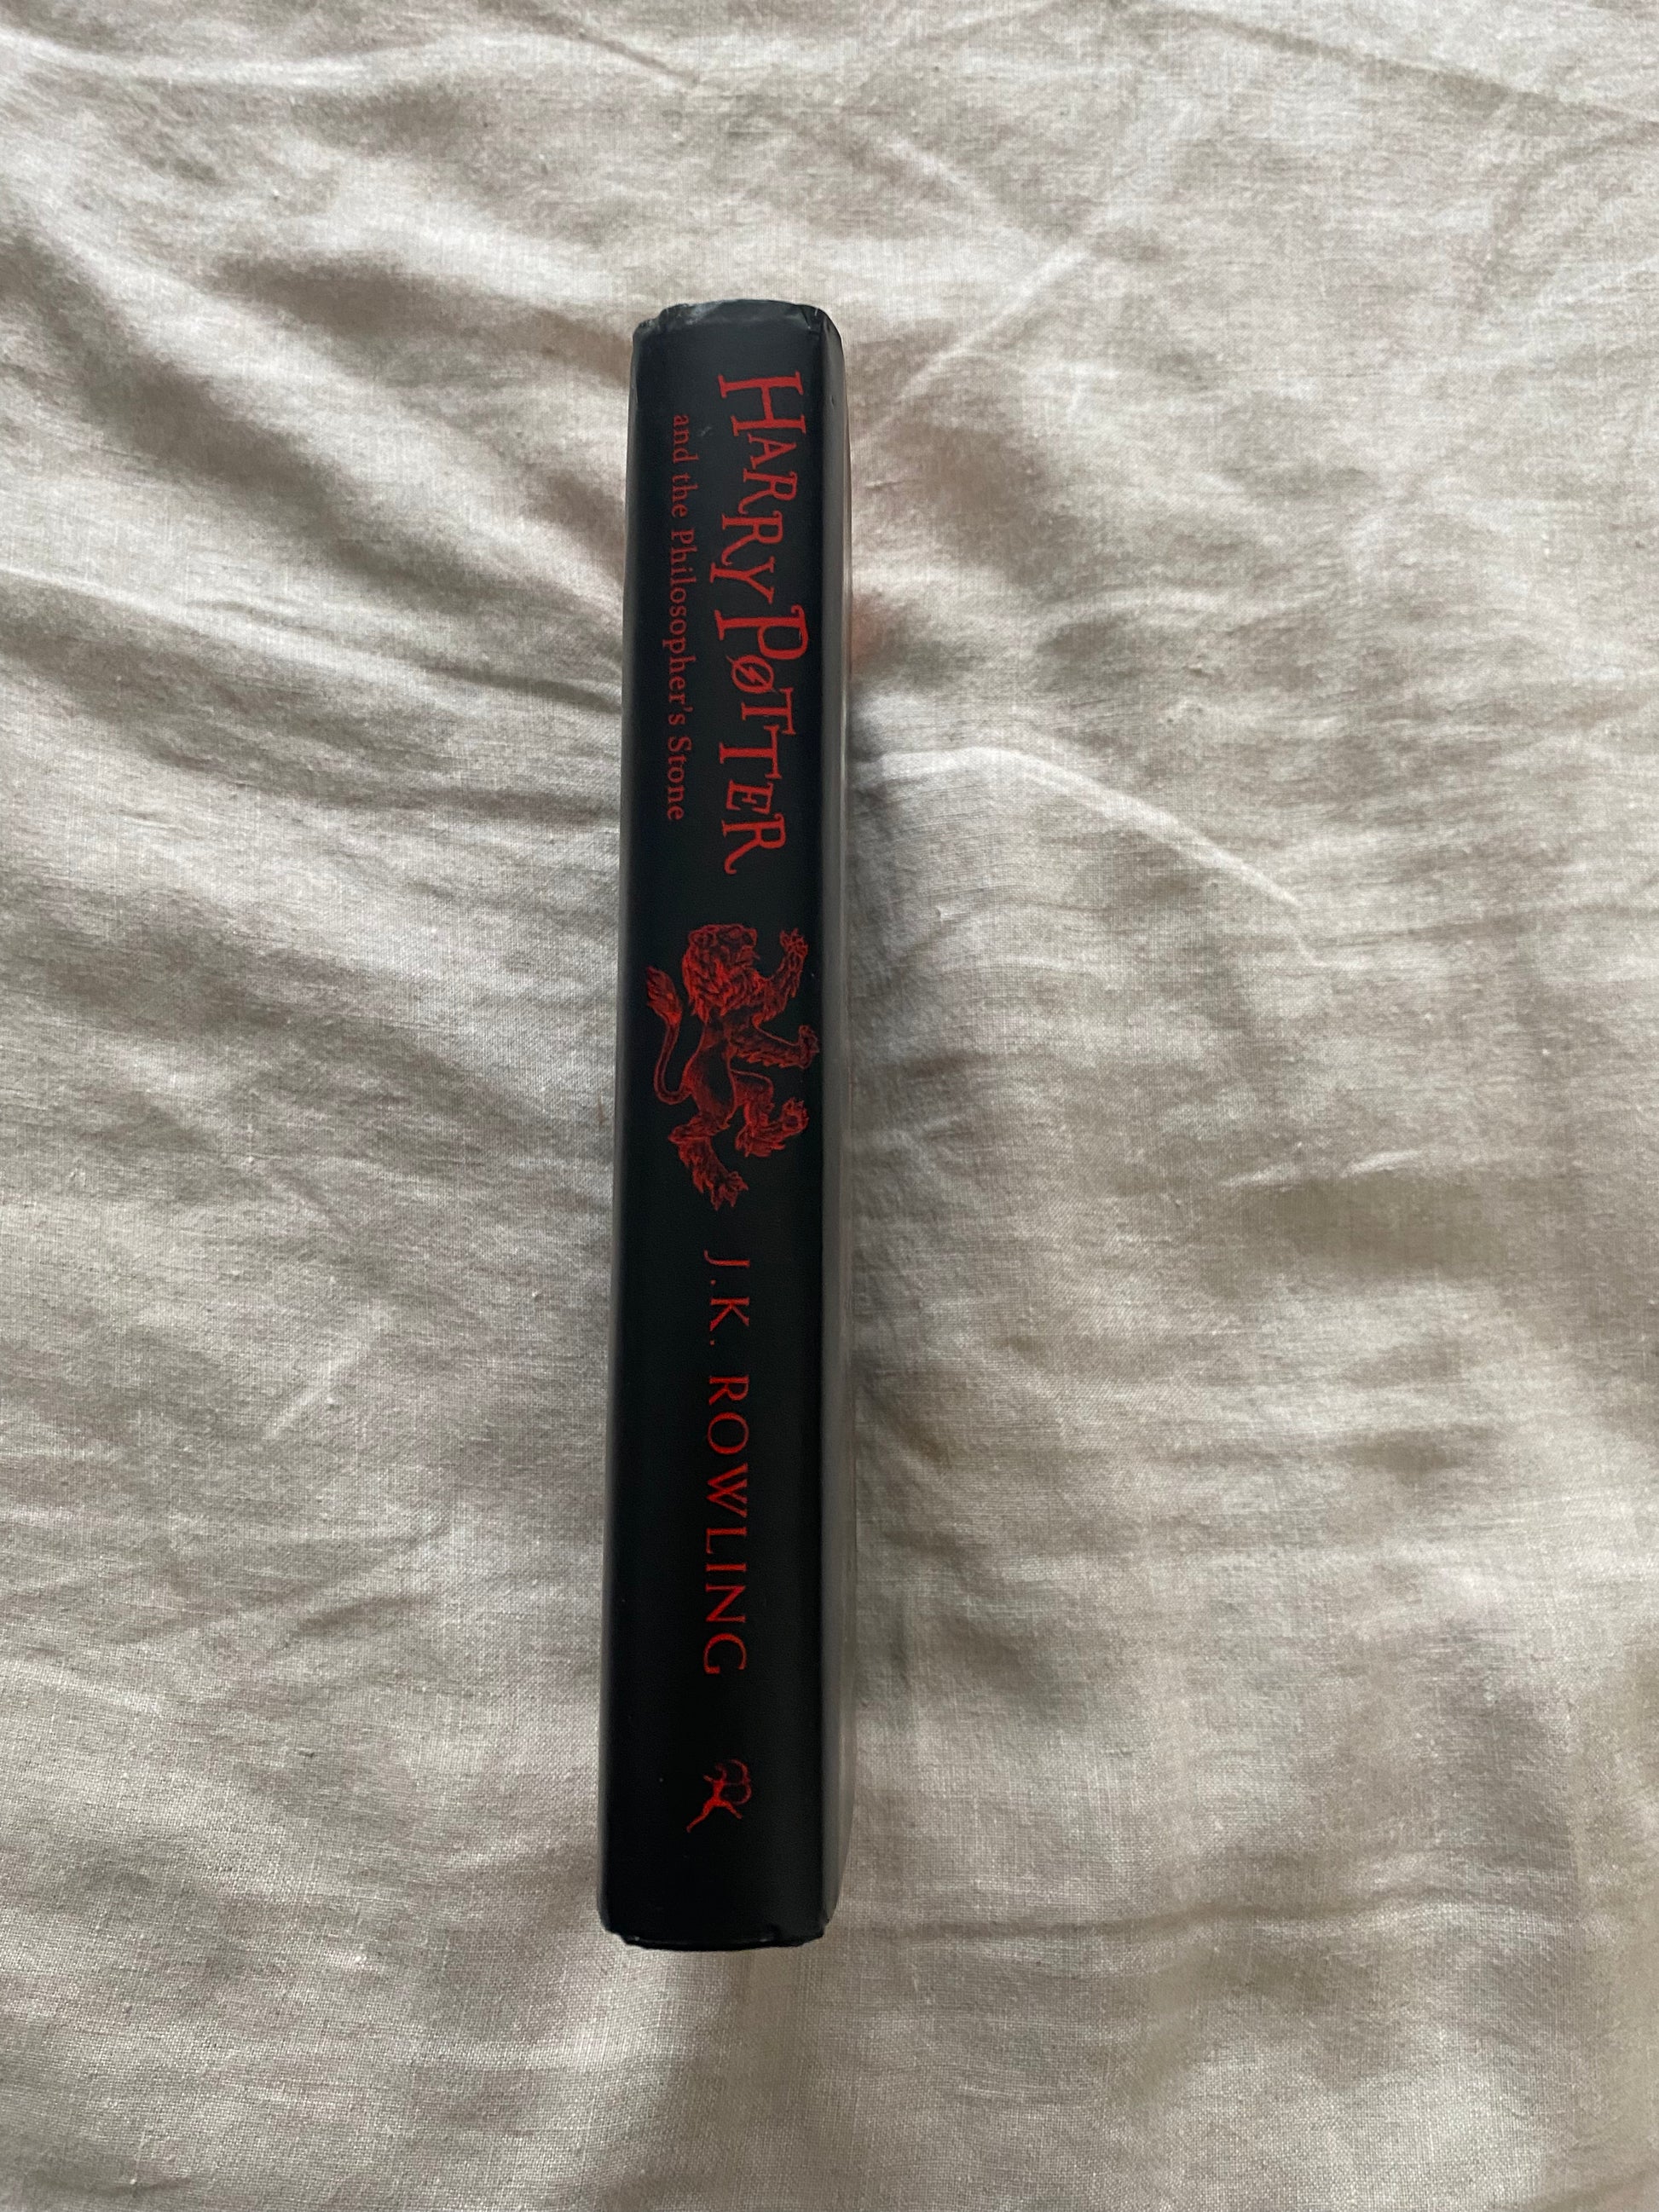 HARRY POTTER
and the Philosopher's Stone
J.K. ROWLING